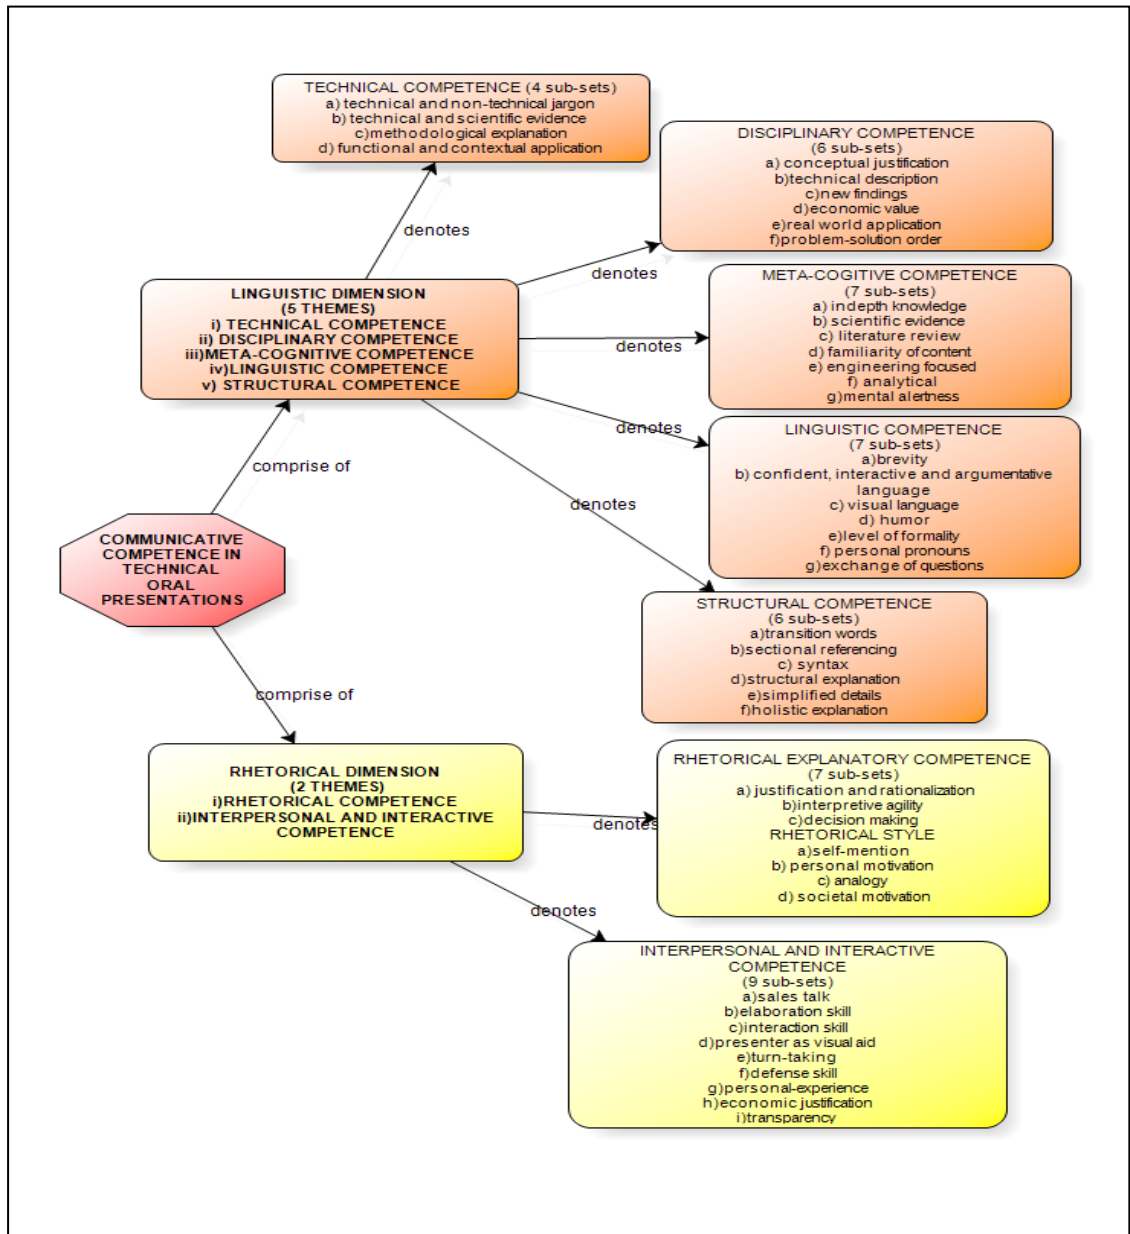 TECHNICAL COMPETENCE (4 sub-sets)
a) technical and non-technical jargon
b) technical and scientific evidence
c)methodological explanation
d) functional and contextual application
DISCIPLINARY COMPETENCE
(6 sub-sets)
a) conceptual justification
b)technical description
c)new findings
d)economic value
e)real world application
f)problem-solution order
denotes
denotes
LINGUISTIC DIMENSION
(5 THEMES)
i) TECHNICAL COMPETENCE
ii) DISCIPLINARY COMPETENCE
iii)META-COGNITIVE COMPETENCE
iv)LINGUISTIC COMPETENCE
v) STRUCTURAL COMPETENCE
META-COGITIVE COMPETENCE
(7 sub-sets)
a) indepth knowledge
b) scientific evidence
c) literature review
d) familiarity of content
e) engineering focused
f) analytical
g)mental alertness
denotes
denotes
LINGUISTIC COMPETENCE
(7 sub-sets)
a)brevity
b) confident, interactive and argumentative
language
c) visual language
d) humor
e)level of formality
f) personal pronouns
g)exchange of questions
comprise of
denotes
COMMUNICATIVE
COMPETENCE IN
TECHNICAL
ORAL
PRESENTATIONS
STRUCTURAL COMPETENCE
(6 sub-sets)
a)transition words
b)sectional referencing
c) syntax
d)structural explanation
e)simplified details
f)holistic explanation
comprise of
RHETORICAL DIMENSION
(2 THEMES)
i)RHETORICAL COMPETENCE
ii)INTERPERSONAL AND INTERACTIVE
COMPETENCE
denotes
RHETORICAL EXPLANATORY COMPETENCE
(7 sub-sets)
a) justification and rationalization
b)interpretive agility
c)decision making
RHETORICAL STYLE
a)self-mention
b) personal motivation
c) analogy
d) societal motivation
denotes
INTERPERSONAL AND INTERACTIVE
COMPETENCE
(9 sub-sets)
a)sales talk
b)elaboration skill
c)interaction skill
d)presenter as visual aid
e)turn-taking
f)defense skill
g)personal-experience
h)economic justification
i)transparency